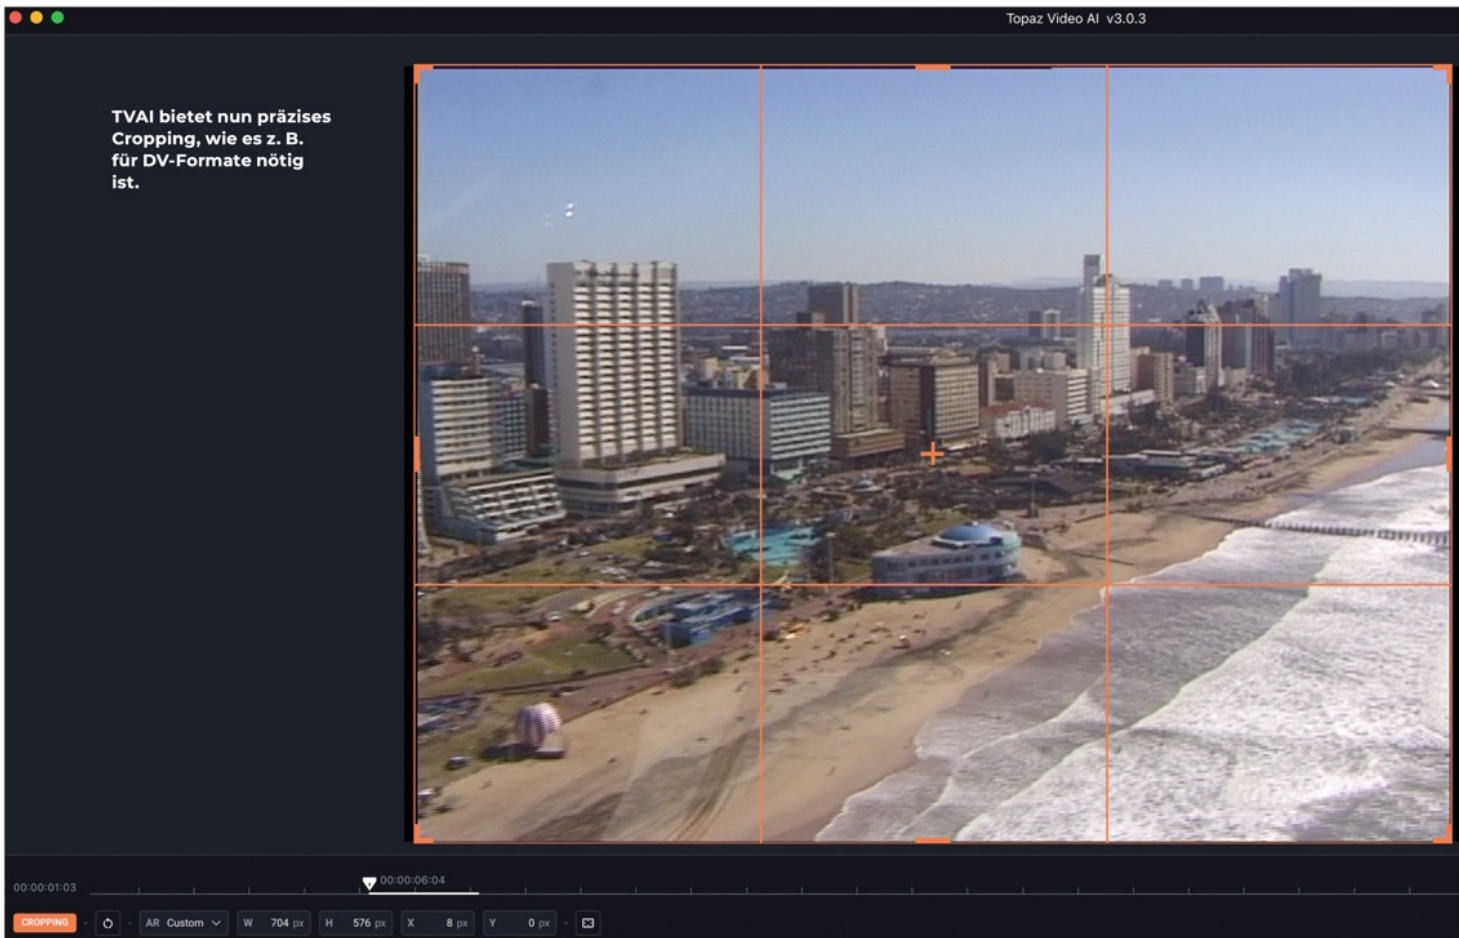 Topaz Video AI v3.0.3
TVAI bietet nun präzises
Cropping, wie es z. B.
für DV-Formate nötig
ist.
00:00:01:03
00:00:06:04
CROPPING AR Custom W 704 px H 576 px X 8 px Y 0 px